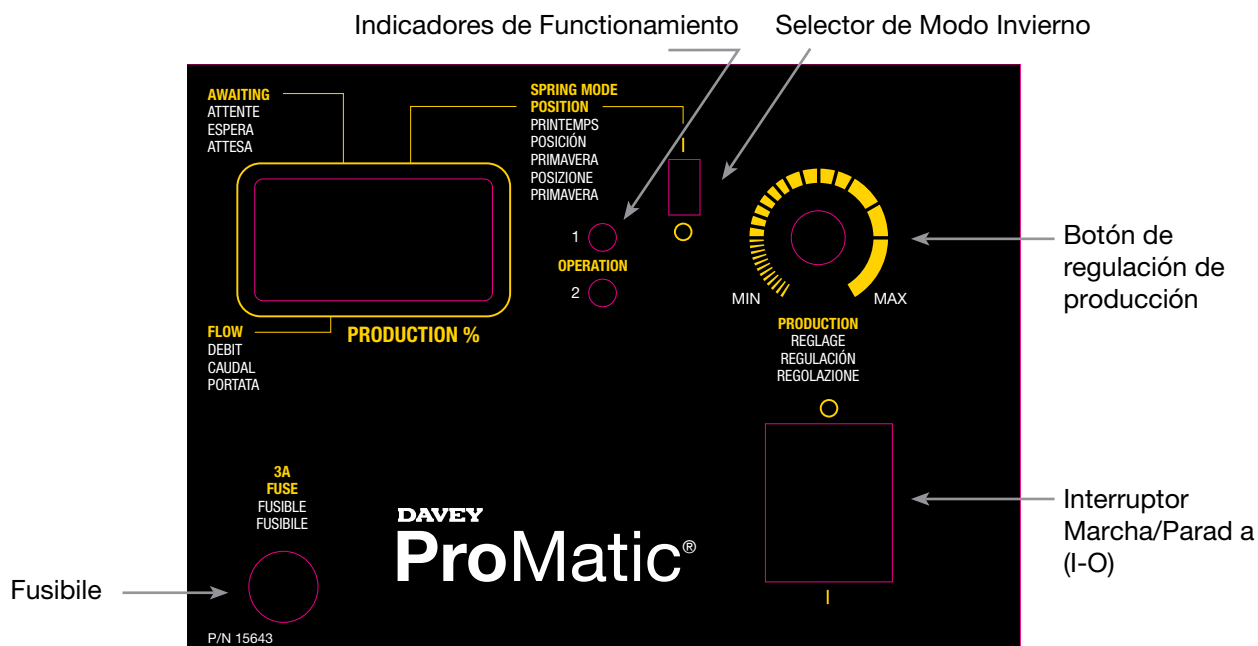 Indicadores de Functionamiento
Selector de Modo Invierno
AWAITING
ATTENTE
ESPERA
ATTESA
SPRING MODE
POSITION
PRINTEMPS
POSICIÓN
PRIMAVERA
POSIZIONE
PRIMAVERA
I
1
OPERATION
2
MIN
MAX
Botón de
regulación de
producción
FLOW
DEBIT
CAUDAL
PORTATA
PRODUCTION %
PRODUCTION
REGLAGE
REGULACIÓN
REGOLAZIONE
O
3A
FUSE
FUSIBLE
FUSIBILE
DAVEY
ProMatic®
Interruptor
Marcha/Parad a
(I-O)
I
Fusibile
P/N 15643